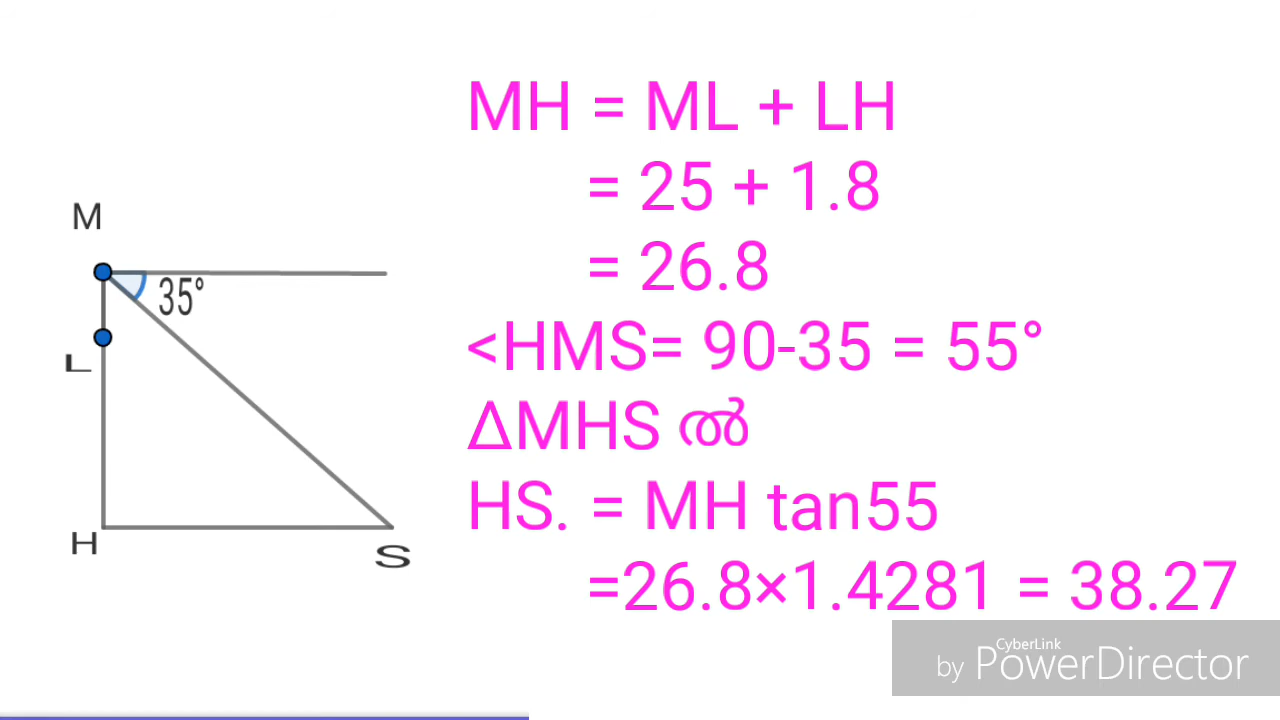 MH = ML + LH
= 25 + 1.8
= 26.8
<HMS= 90-35 = 55°
ΔMHS ൽ
HS. = MH tan55
=26.8×1.4281 = 38.27
M
35°
L
H
S
CyberLink
by PowerDirector